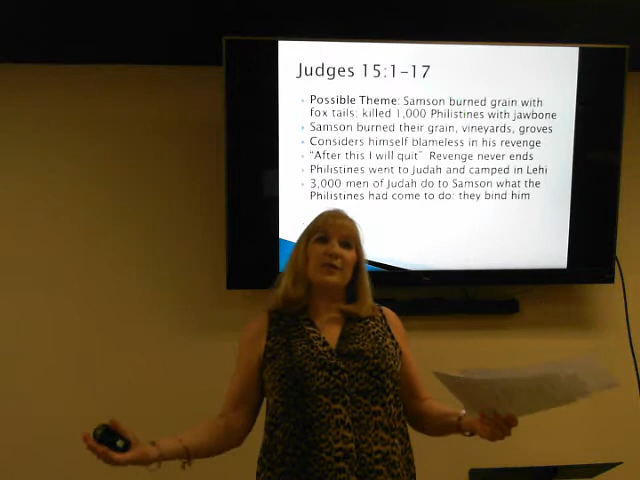 Judges 15:1-17
Possible Theme: Samson burned grain with
fox tails; killed 1,000 Philistines with jawbone
Samson burned their grain, vineyards, groves
Considers himself blameless in his revenge
"After this I will quit" Revenge never ends
Philistines went to Judah and camped in Lehi
3,000 men of Judah do to Samson what the
Philistines had come to do: they bind him